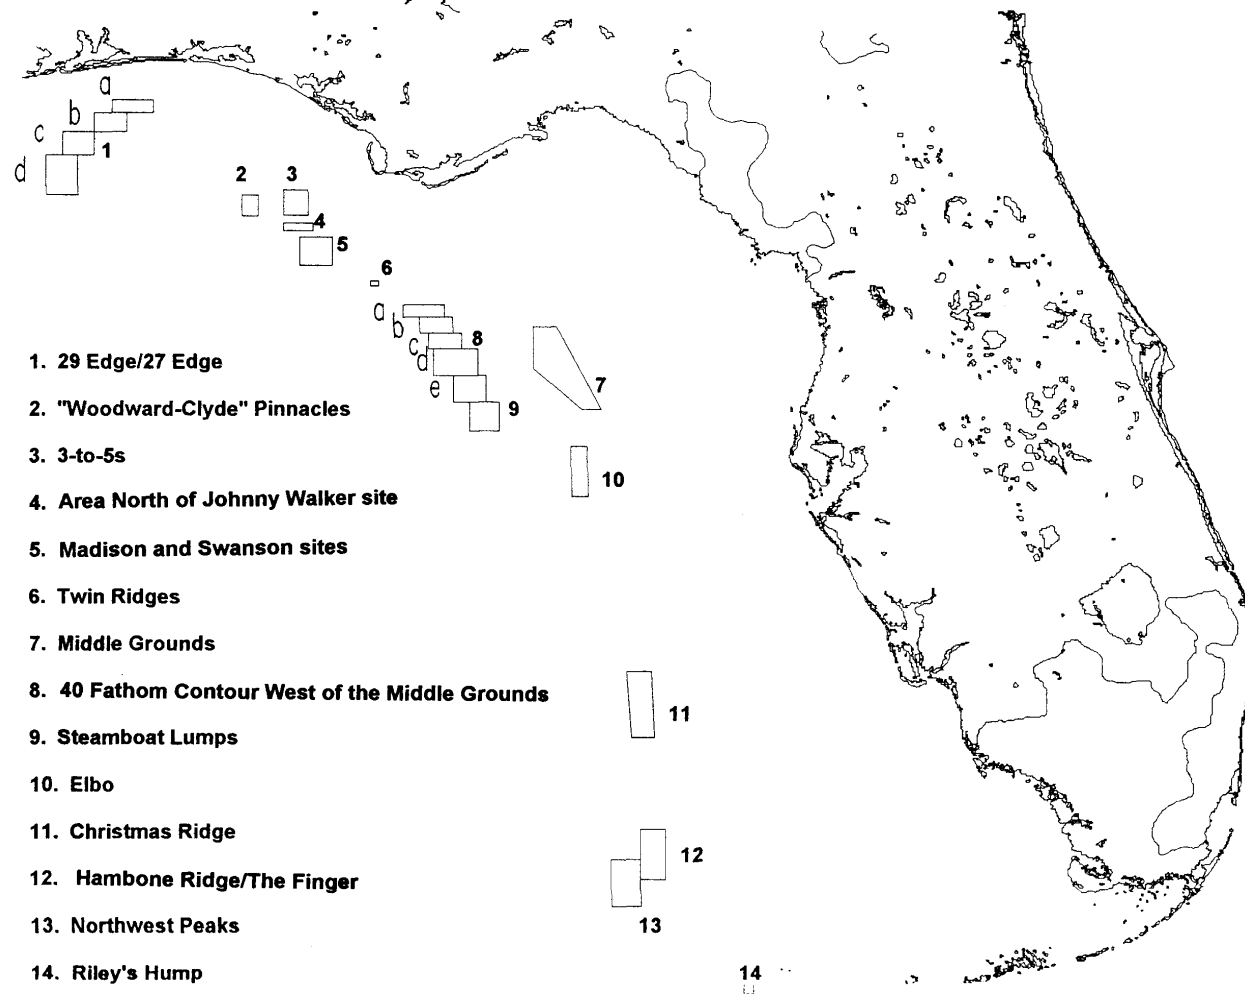 a
b
c
d
1
2
3
4
5
6
a
b
c
d
e
8
7
9
10
11
12
13
14
1. 29 Edge/27 Edge
2. "Woodward-Clyde" Pinnacles
3. 3-to-5s
4. Area North of Johnny Walker site
5. Madison and Swanson sites
6. Twin Ridges
7. Middle Grounds
8. 40 Fathom Contour West of the Middle Grounds
9. Steamboat Lumps
10. Elbo
11. Christmas Ridge
12. Hambone Ridge/The Finger
13. Northwest Peaks
14. Riley's Hump